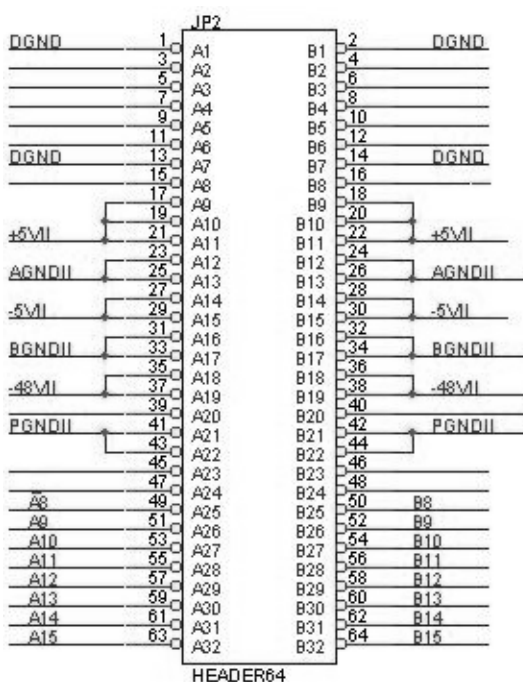 JP2
DGND 1 A1 B1 2 DGND
3 A2 B2 4
5 A3 B3 6
7 A4 B4 8
9 A5 B5 10
11 A6 B6 12
DGND 13 A7 B7 14 DGND
15 A8 B8 16
17 A9 B9 18
19 A10 B10 20
+5VII 21 A11 B11 22 +5VII
23 A12 B12 24
AGNDII 25 A13 B13 26 AGNDII
27 A14 B14 28
-5VII 29 A15 B15 30 -5VII
31 A16 B16 32
BGNDII 33 A17 B17 34 BGNDII
35 A18 B18 36
-48VII 37 A19 B19 38 -48VII
39 A20 B20 40
PGNDII 41 A21 B21 42 PGNDII
43 A22 B22 44
45 A23 B23 46
47 A24 B24 48
A8 49 A25 B25 50 B8
A9 51 A26 B26 52 B9
A10 53 A27 B27 54 B10
A11 55 A28 B28 56 B11
A12 57 A29 B29 58 B12
A13 59 A30 B30 60 B13
A14 61 A31 B31 62 B14
A15 63 A32 B32 64 B15
HEADER64